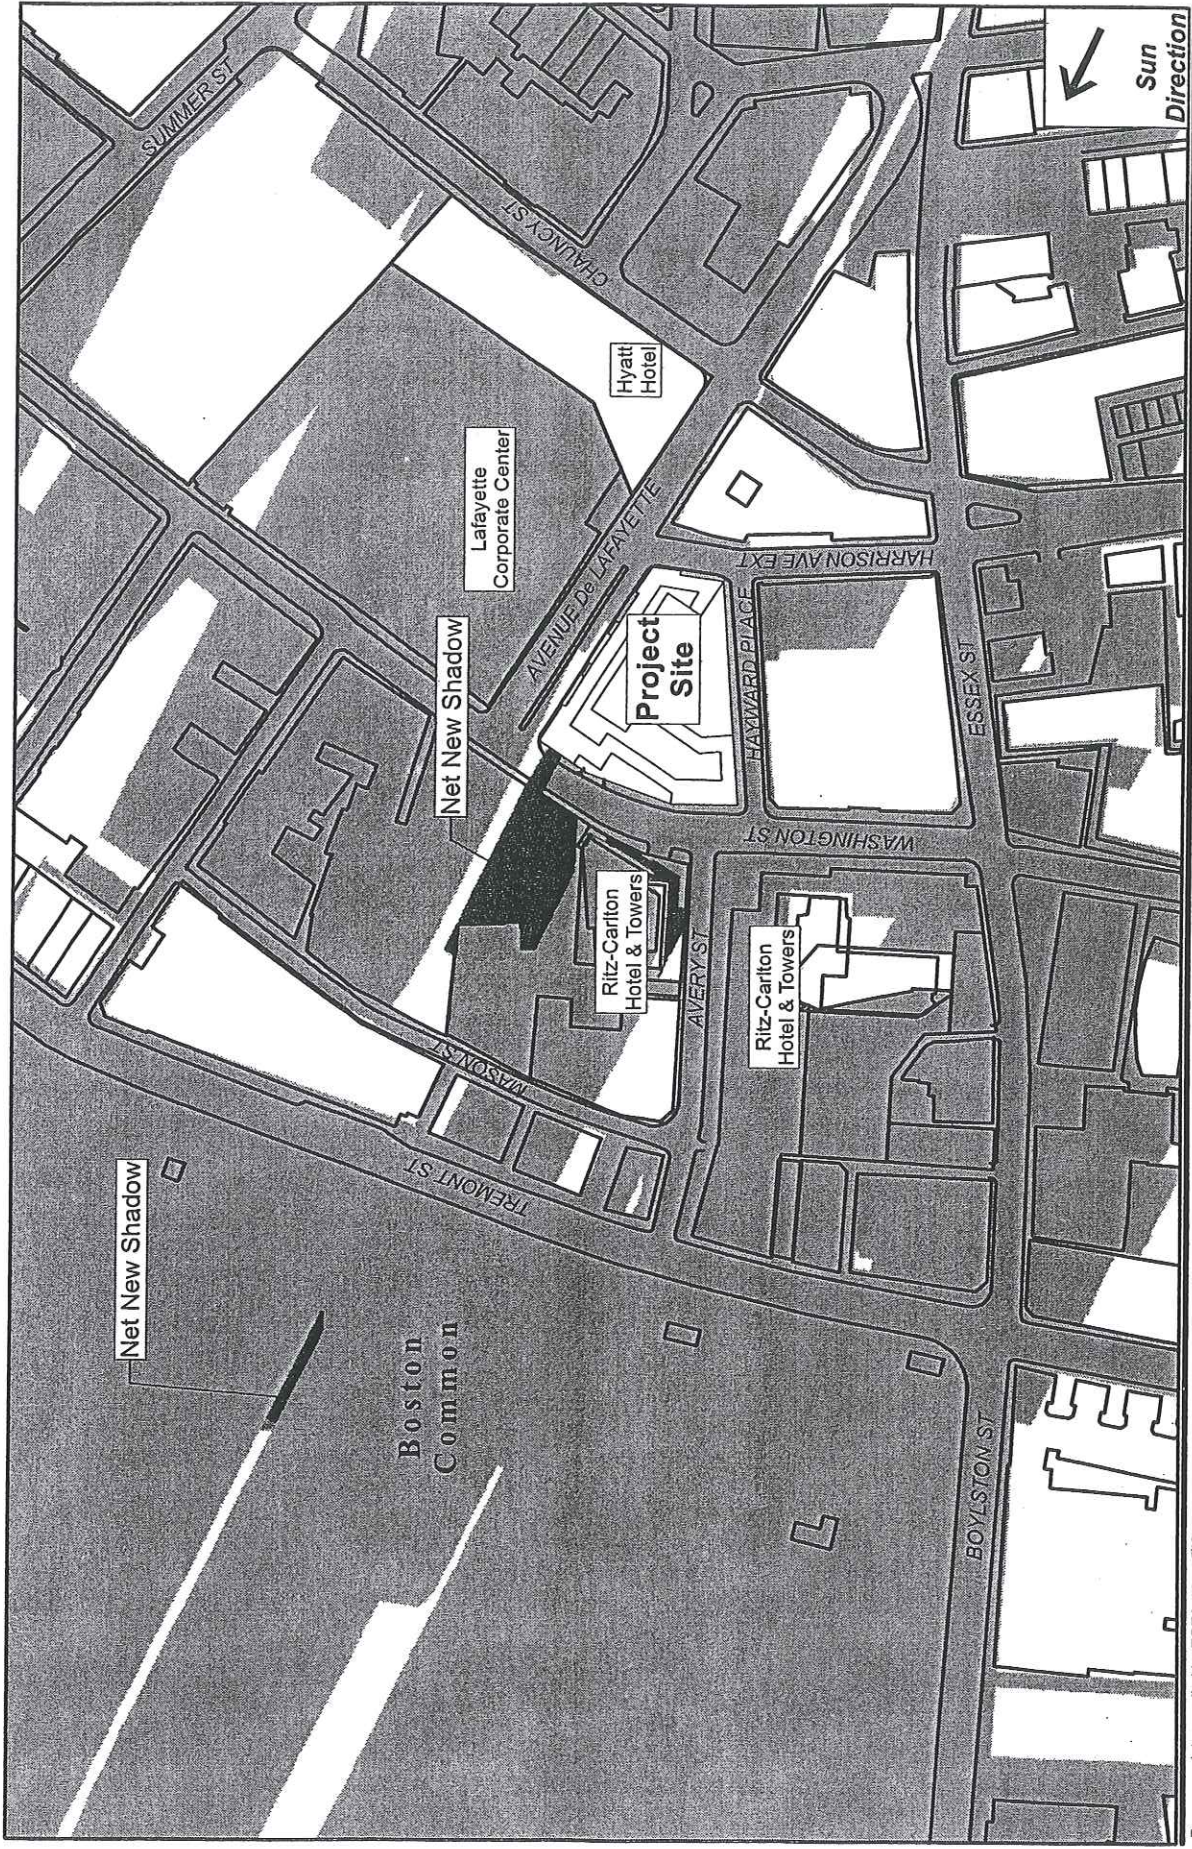 SUMMER ST
CHAUNCY ST
Sun
Direction
Hyatt
Hotel
Lafayette
Corporate Center
AVENUE De LAFAYETTE
HARRISON AVE EXT
Net New Shadow
Project
Site
HAYWARD PLACE
ESSEX ST
WASHINGTON ST
Ritz-Carlton
Hotel & Towers
AVERY ST
Ritz-Carlton
Hotel & Towers
MASON ST
TREMONT ST
Net New Shadow
Boston
Common
BOYLSTON ST